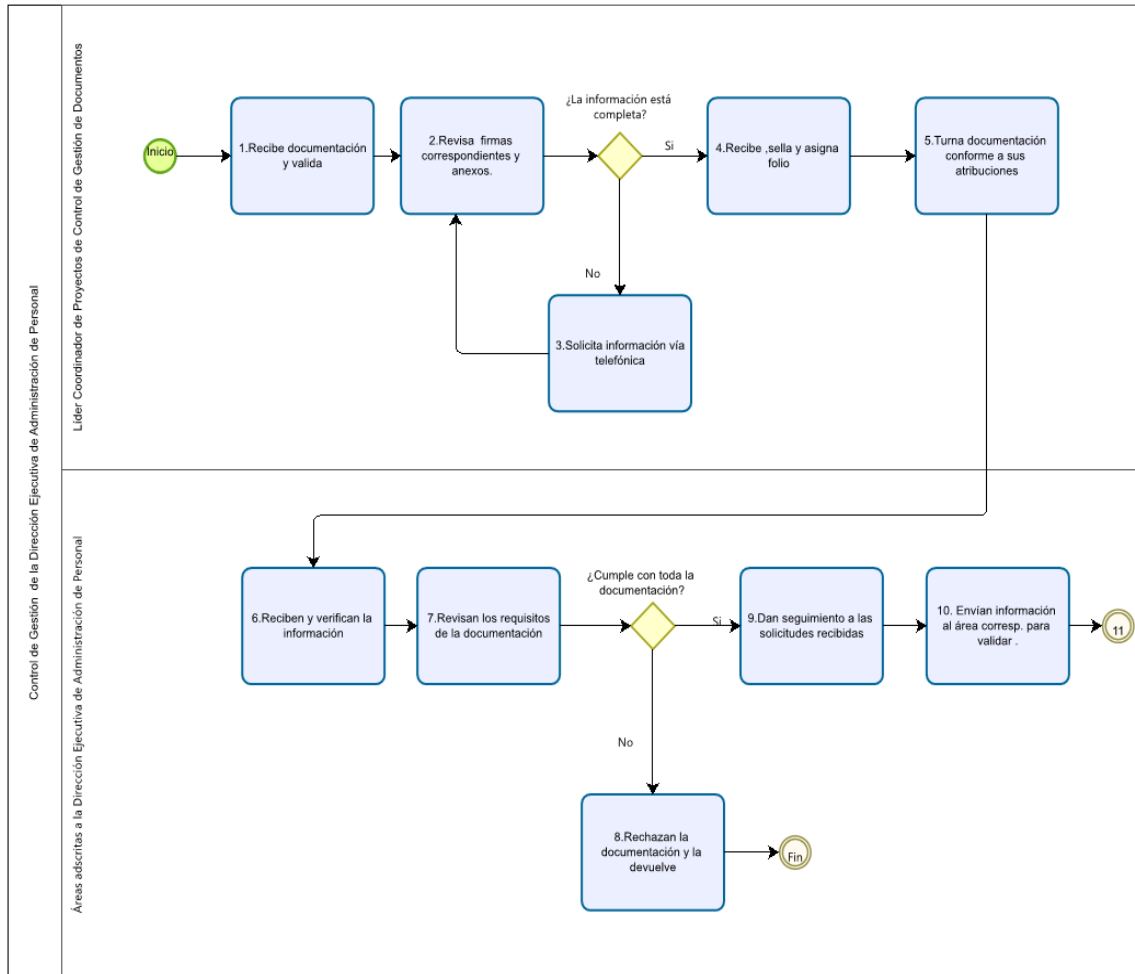 Control de Gestión de la Dirección Ejecutiva de Administración de Personal
Líder Coordinador de Proyectos de Control de Gestión de Documentos
Inicio
1.Recibe documentación
y valida
2.Revisa firmas
correspondientes y
anexos.
¿La información está
completa?
Si
No
3.Solicita información vía
telefónica
4.Recibe ,sella y asigna
folio
5.Turna documentación
conforme a sus
atribuciones
Áreas adscritas a la Dirección Ejecutiva de Administración de Personal
6.Reciben y verifican la
información
7.Revisan los requisitos
de la documentación
¿Cumple con toda la
documentación?
Si
No
8.Rechazan la
documentación y la
devuelve
Fin
9.Dan seguimiento a las
solicitudes recibidas
10. Envían información
al área corresp. para
validar .
11